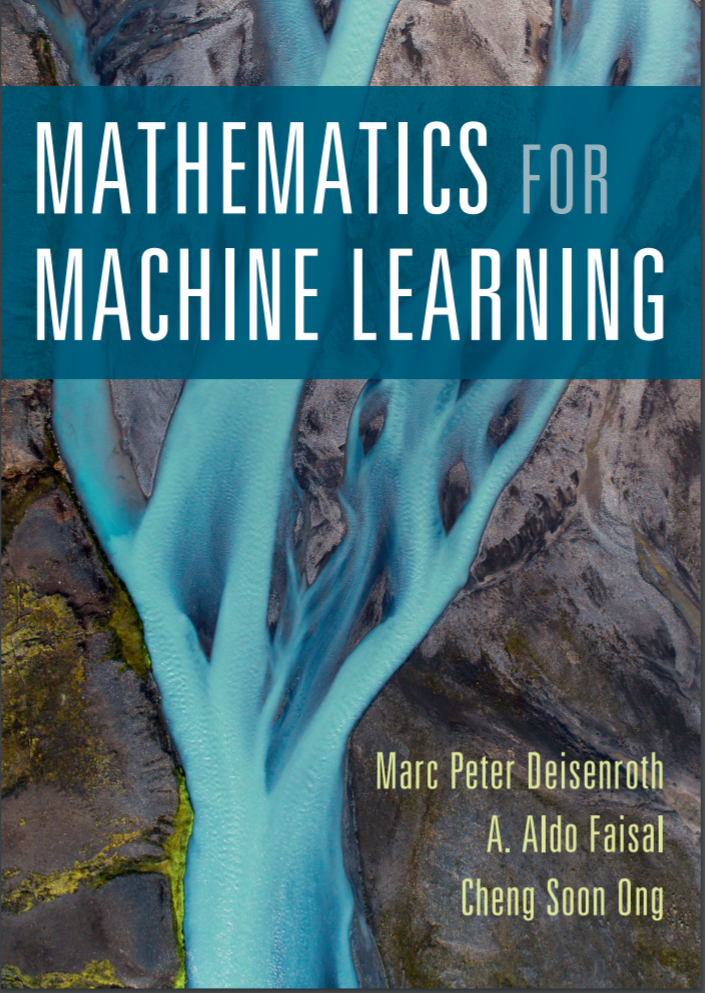 MATHEMATICS FOR
MACHINE LEARNING
Marc Peter Deisenroth
A. Aldo Faisal
Cheng Soon Ong